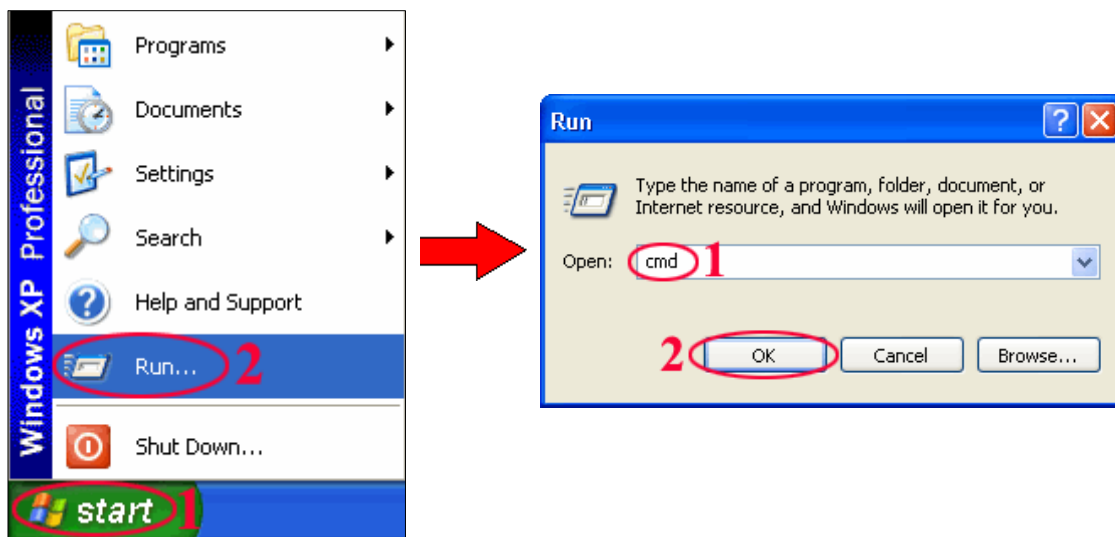 Windows XP Professional
Programs
Documents
Settings
Search
Help and Support
Run... 2
Shut Down...
start 1
Run
Type the name of a program, folder, document, or
Internet resource, and Windows will open it for you.
Open: cmd 1
2 OK Cancel Browse...